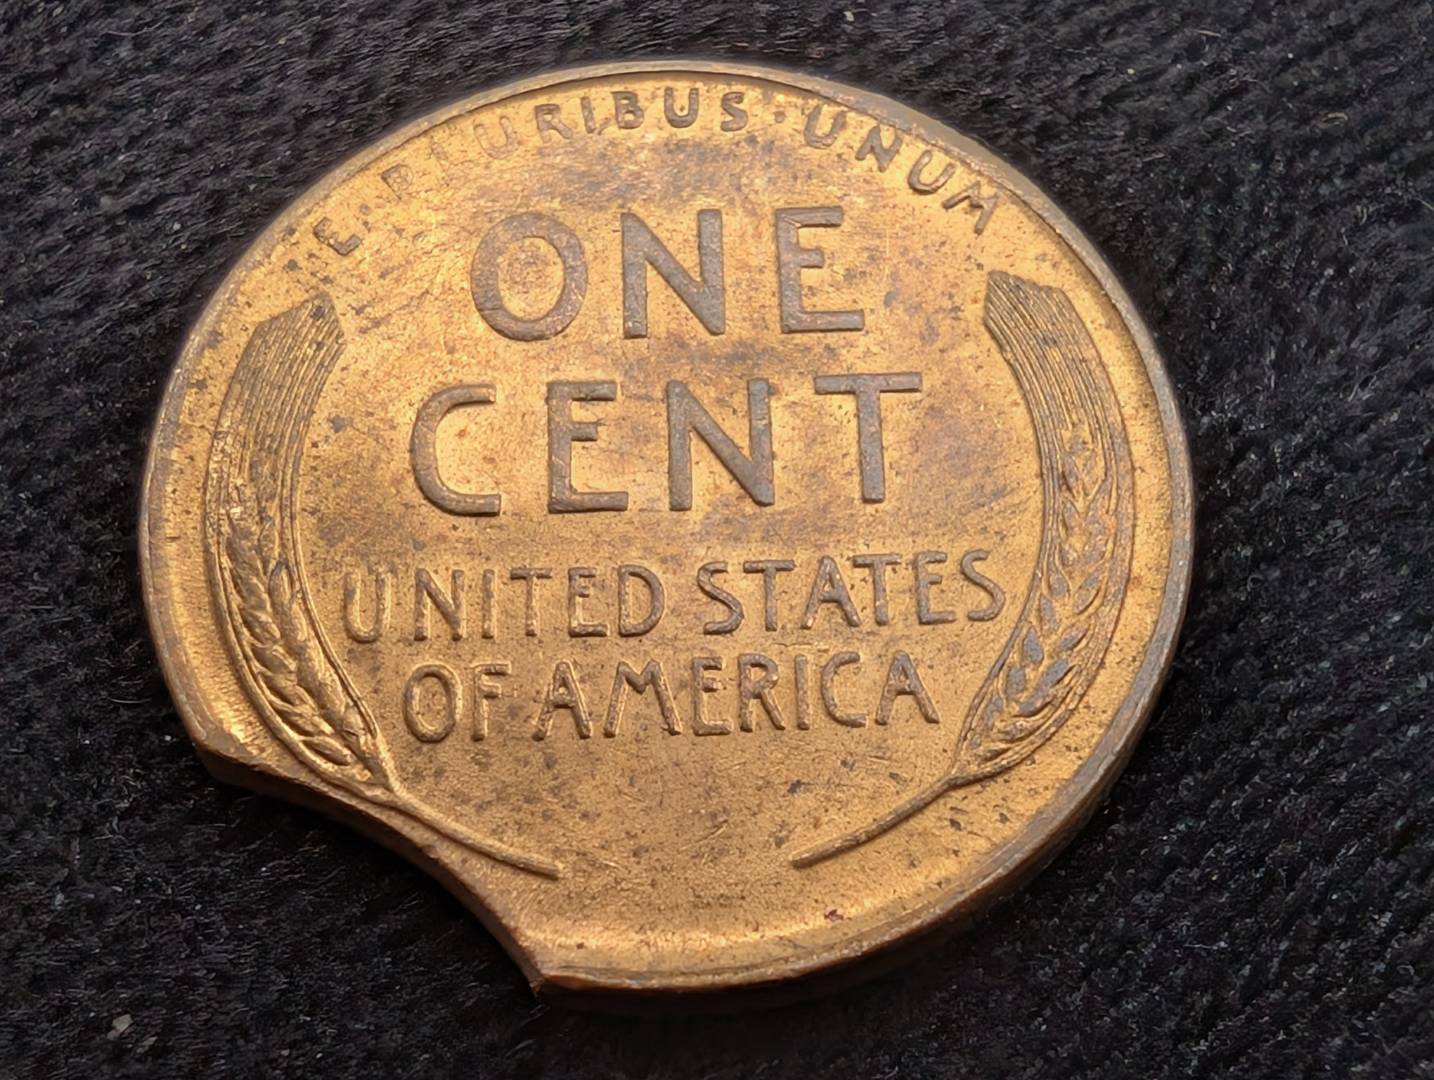 E·PLURIBUS·UNUM
ONE
CENT
UNITED STATES
OF AMERICA